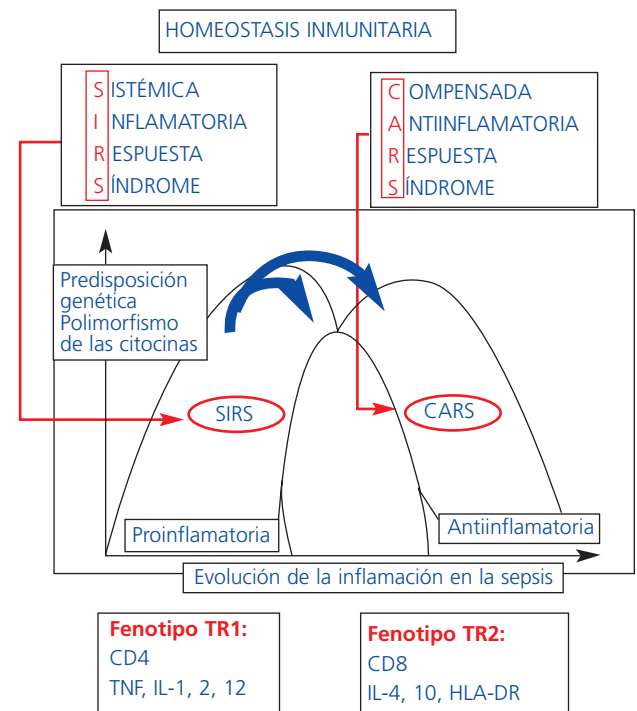 HOMEOSTASIS INMUNITARIA
SISTÉMICA
INFLAMATORIA
RESPUESTA
SÍNDROME
COMPENSADA
ANTIINFLAMATORIA
RESPUESTA
SÍNDROME
Predisposición
genética
Polimorfismo
de las citocinas
SIRS
CARS
Proinflamatoria
Antiinflamatoria
Evolución de la inflamación en la sepsis
Fenotipo TR1:
CD4
TNF, IL-1, 2, 12
Fenotipo TR2:
CD8
IL-4, 10, HLA-DR